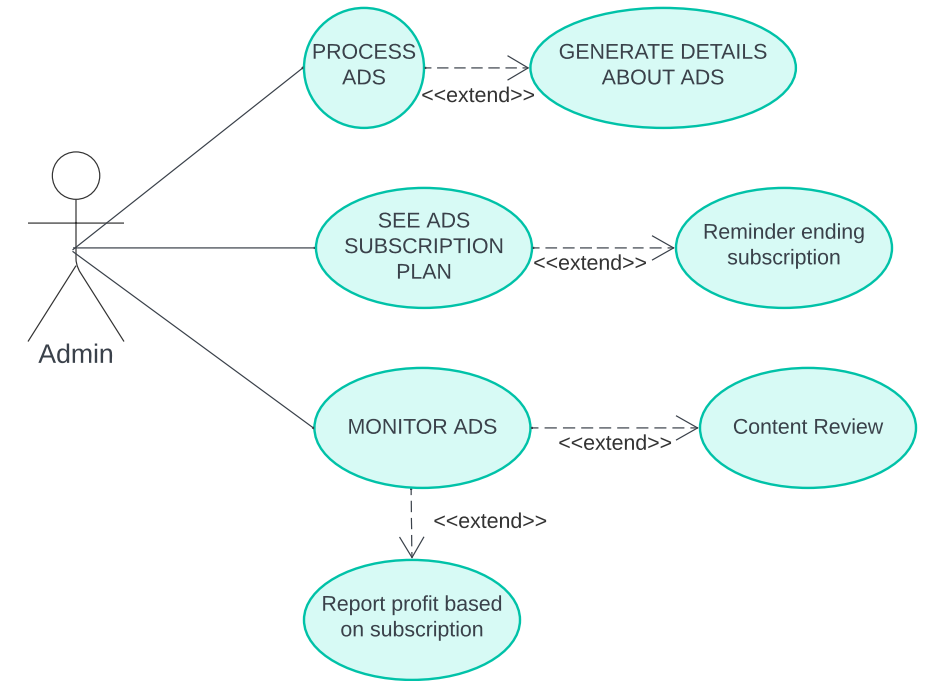 PROCESS
ADS
<<extend>>
GENERATE DETAILS
ABOUT ADS
Admin
SEE ADS
SUBSCRIPTION
PLAN
<<extend>>
Reminder ending
subscription
MONITOR ADS
<<extend>>
Content Review
<<extend>>
Report profit based
on subscription